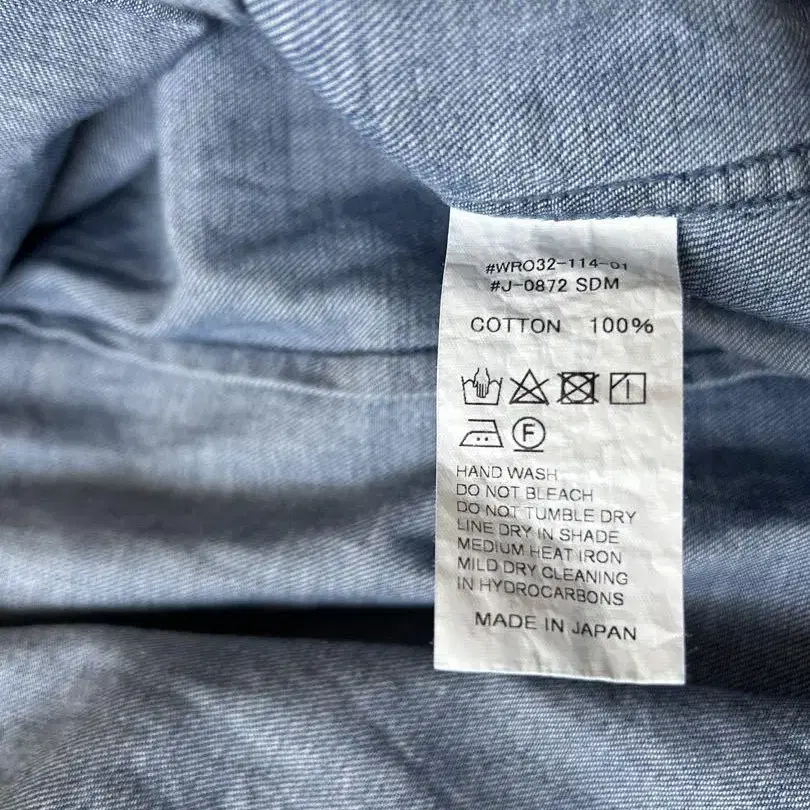 #WRO32-114-01
#J-0872 SDM
COTTON 100%
F
HAND WASH
DO NOT BLEACH
DO NOT TUMBLE DRY
LINE DRY IN SHADE
MEDIUM HEAT IRON
MILD DRY CLEANING
IN HYDROCARBONS
MADE IN JAPAN